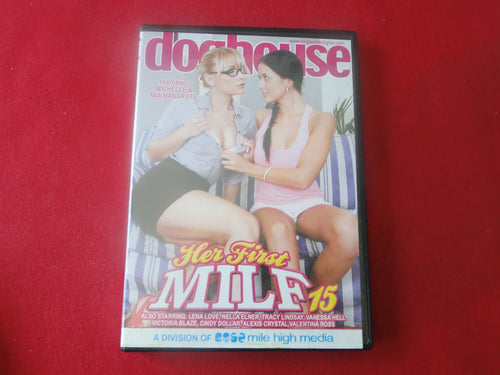 doghouse
FEATURING
MICHELLE &
MIA MANAROTE
Her First
MILF 15
ALSO STARRING: LENA LOVE, NELLA ELNER, TRACY LINDSAY, VANESSA HELL
VICTORIA BLAZE, CINDY DOLLAR, ALEXIS CRYSTAL, VALENTINA ROSS
A DIVISION OF mile high media